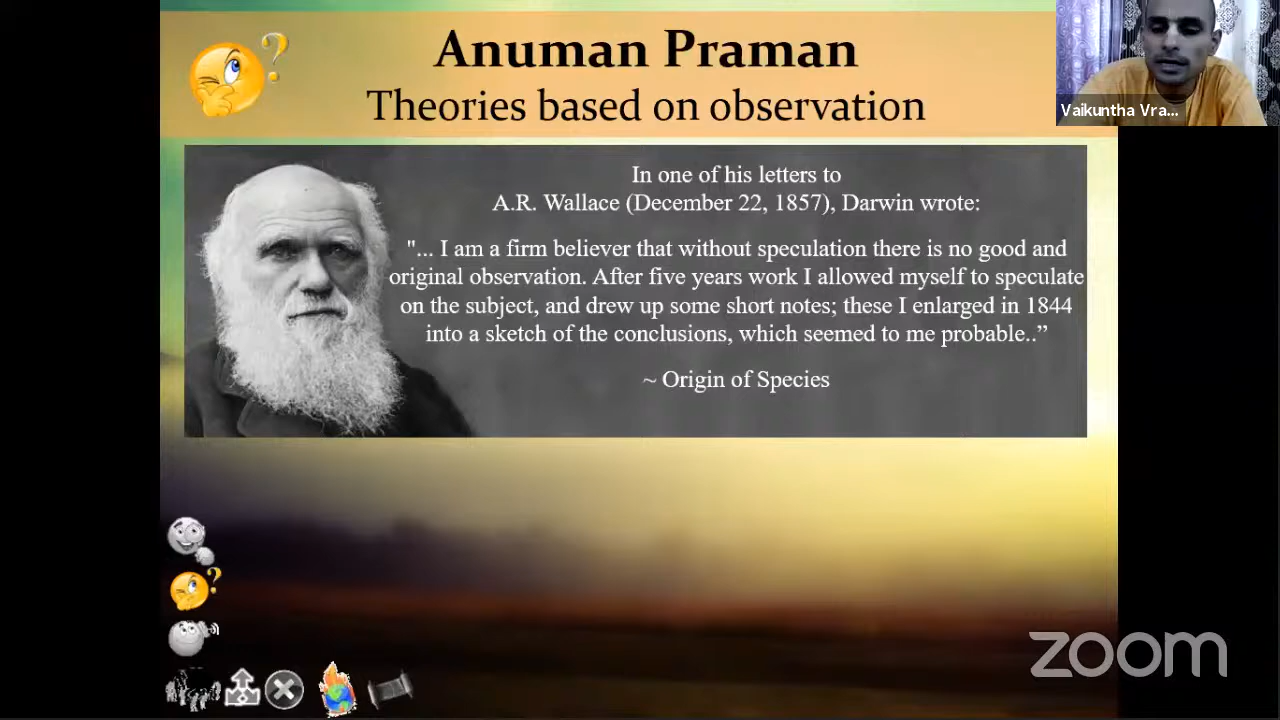 Anuman Praman
Theories based on observation
Vaikuntha Vra...
In one of his letters to
A.R. Wallace (December 22, 1857), Darwin wrote:
"... I am a firm believer that without speculation there is no good and
original observation. After five years work I allowed myself to speculate
on the subject, and drew up some short notes; these I enlarged in 1844
into a sketch of the conclusions, which seemed to me probable..”
~ Origin of Species
zoom